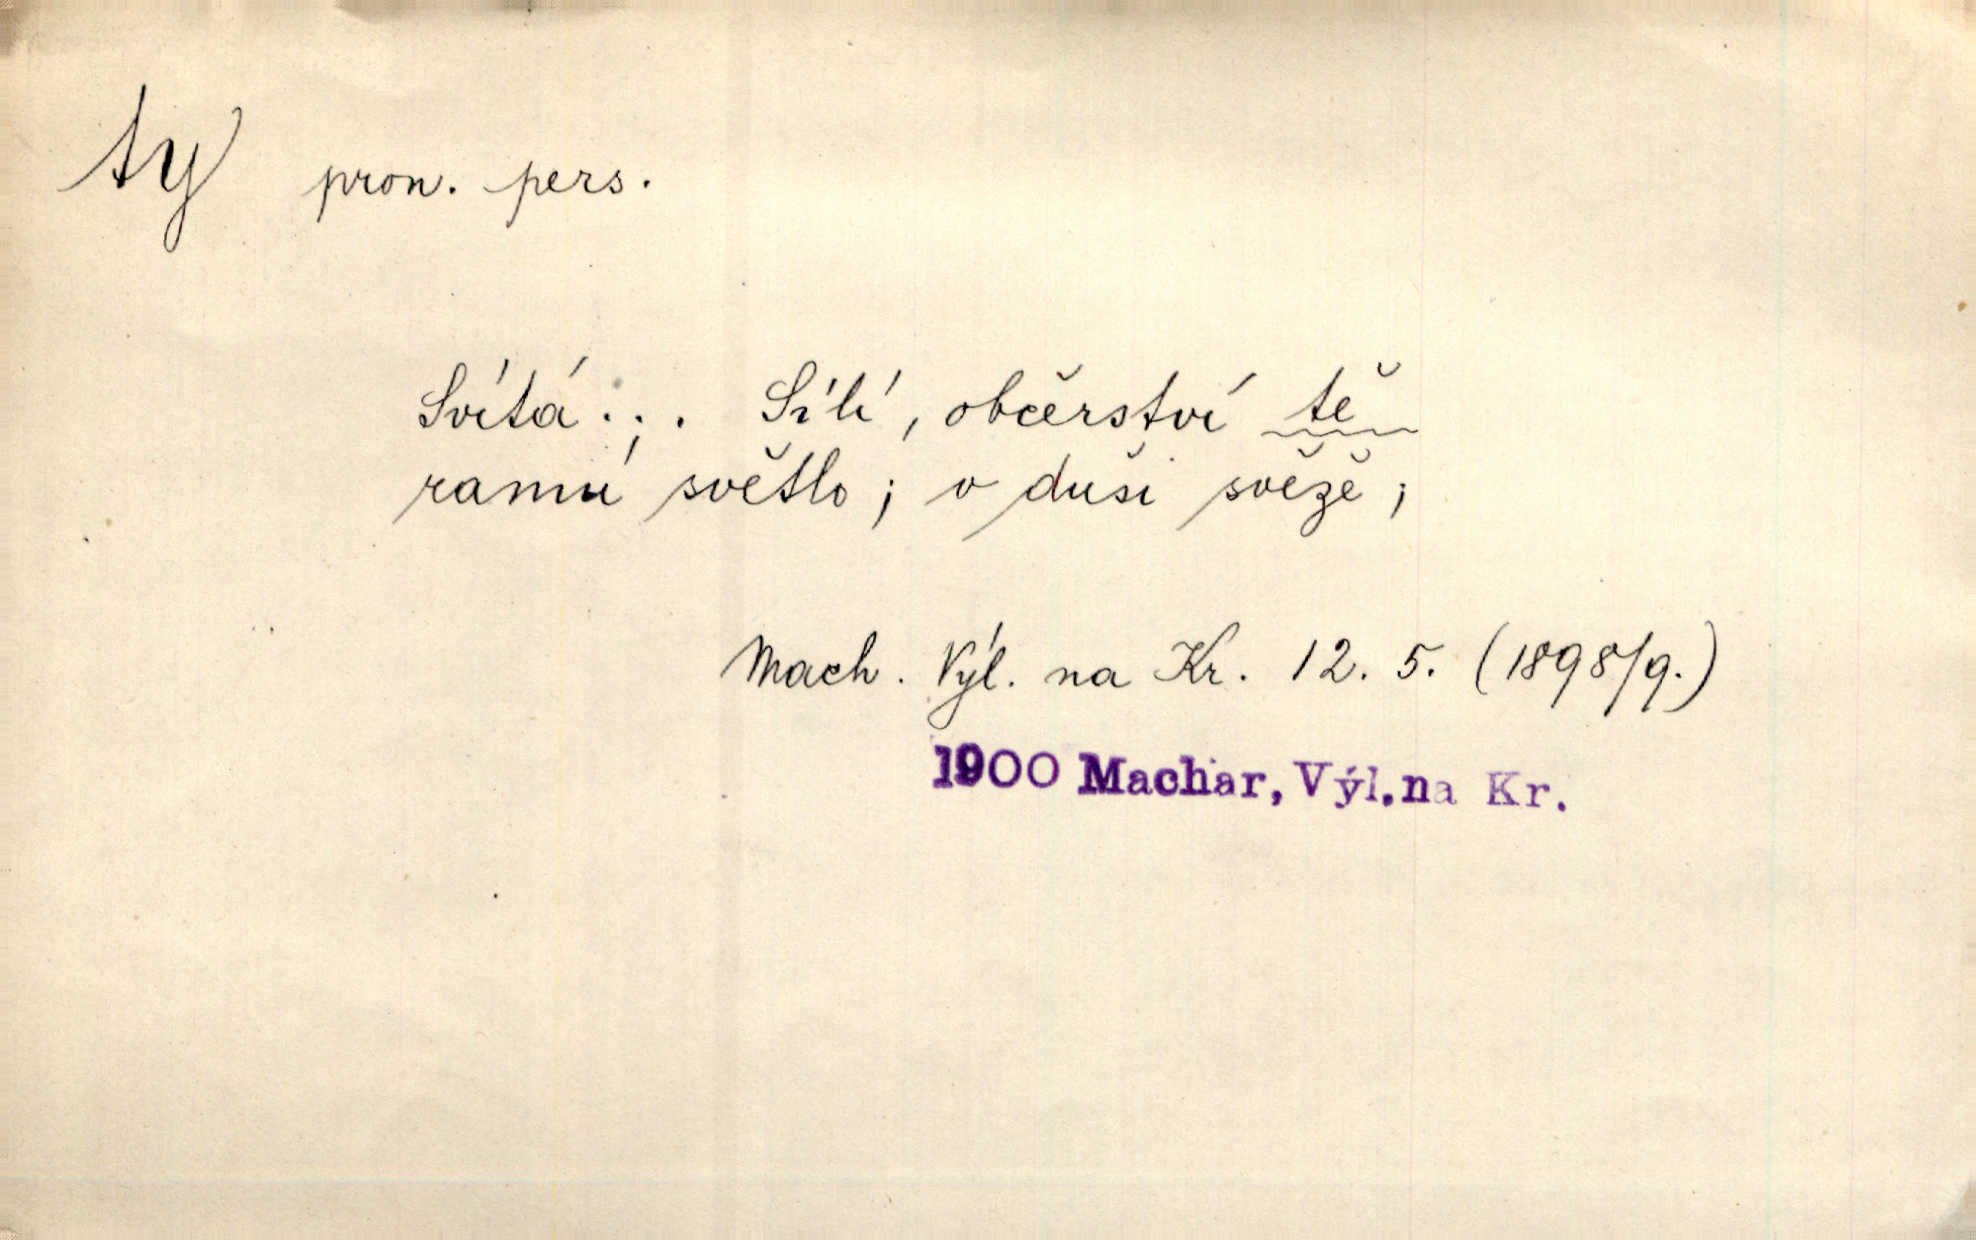 ty pron. pers.
Svítá... Sílí, občerství tě
ranní světlo; v duši svěže;
Mach. Výl. na Kr. 12. 5. (1898/9.)
1900 Machar, Výl. na Kr.